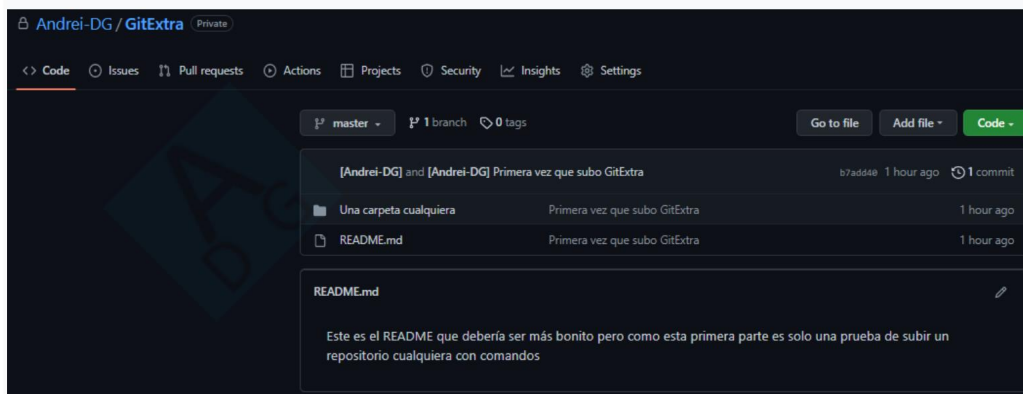 Andrei-DG / GitExtra Private
<> Code Issues Pull requests Actions Projects Security Insights Settings
master 1 branch 0 tags Go to file Add file Code
[Andrei-DG] and [Andrei-DG] Primera vez que subo GitExtra b7add40 1 hour ago 1 commit
Una carpeta cualquiera Primera vez que subo GitExtra 1 hour ago
README.md Primera vez que subo GitExtra 1 hour ago
README.md
Este es el README que debería ser más bonito pero como esta primera parte es solo una prueba de subir un
repositorio cualquiera con comandos
A
DG